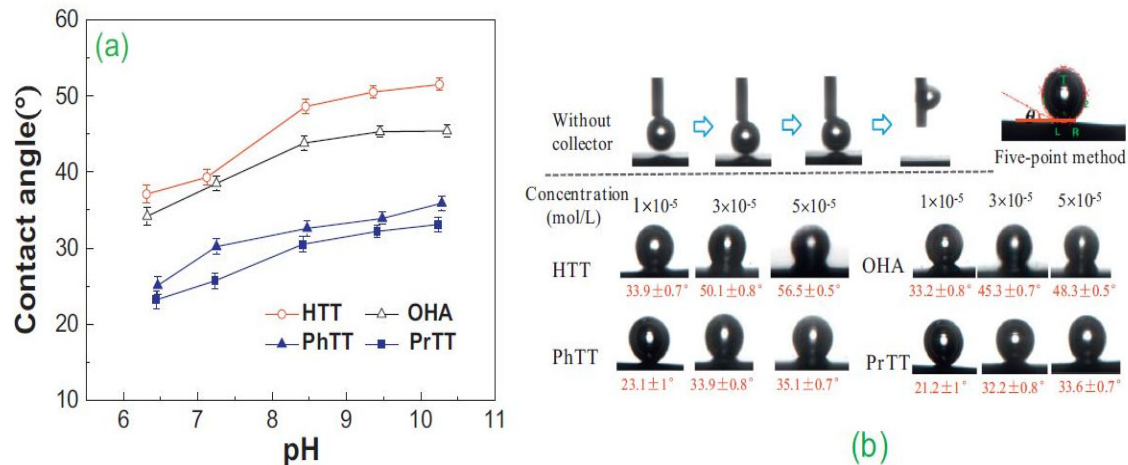 (a)
Contact angle(°)
60
50
40
30
20
10
HTT
OHA
PhTT
PrTT
6
7
8
9
10
11
pH
Without
collector
θ
L R
Five-point method
Concentration
(mol/L)
1×10-5
3×10-5
5×10-5
1×10-5
3×10-5
5×10-5
HTT
33.9±0.7°
50.1±0.8°
56.5±0.5°
OHA
33.2±0.8°
45.3±0.7°
48.3±0.5°
PhTT
23.1±1°
33.9±0.8°
35.1±0.7°
PrTT
21.2±1°
32.2±0.8°
33.6±0.7°
(b)